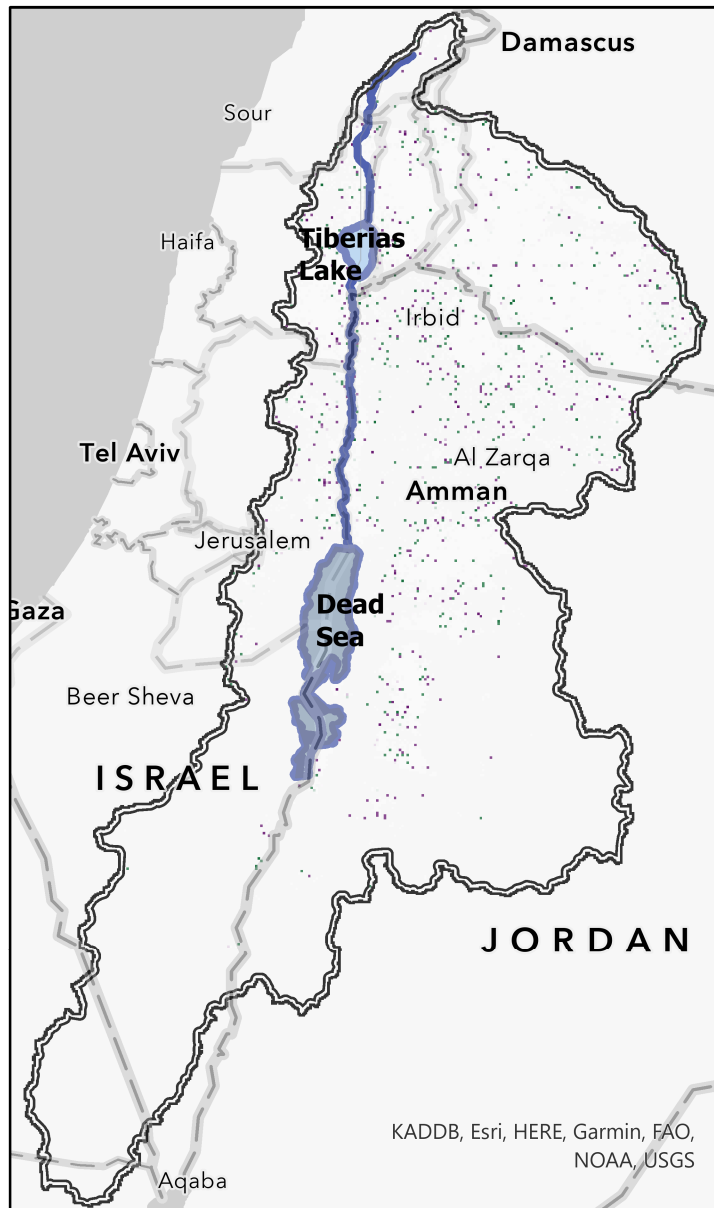 Damascus
Sour
Haifa
Tiberias
Lake
Irbid
Tel Aviv
Al Zarqa
Amman
Jerusalem
Dead
Sea
Gaza
Beer Sheva
ISRAEL
JORDAN
KADDB, Esri, HERE, Garmin, FAO,
NOAA, USGS
Aqaba